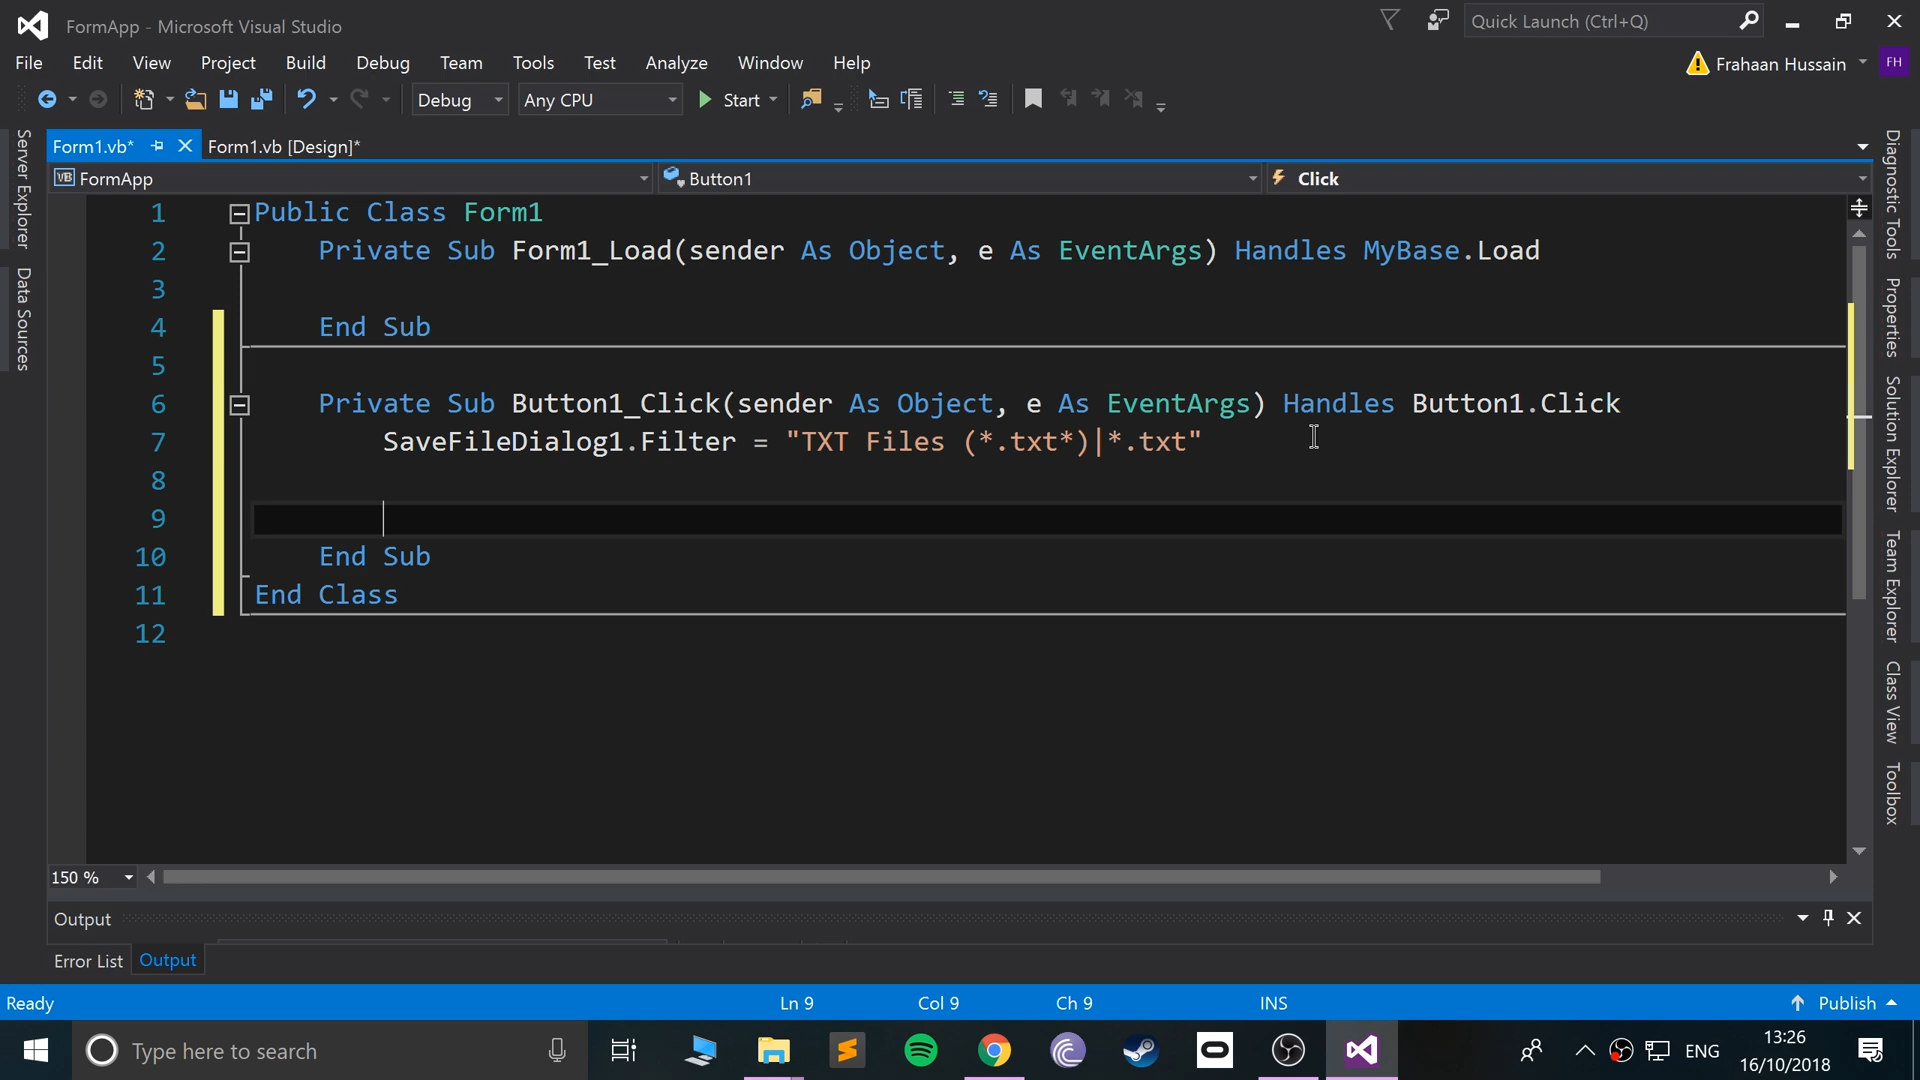 FormApp - Microsoft Visual Studio
Quick Launch (Ctrl+Q)
File Edit View Project Build Debug Team Tools Test Analyze Window Help
Frahaan Hussain FH
Debug Any CPU Start
Form1.vb* Form1.vb [Design]*
VB FormApp Button1 Click
Server Explorer
Data Sources
1 Public Class Form1
2 Private Sub Form1_Load(sender As Object, e As EventArgs) Handles MyBase.Load
3
4 End Sub
5
6 Private Sub Button1_Click(sender As Object, e As EventArgs) Handles Button1.Click
7 SaveFileDialog1.Filter = "TXT Files (*.txt*)|*.txt"
8
9
10 End Sub
11 End Class
12
Diagnostic Tools
Properties
Solution Explorer
Team Explorer
Class View
Toolbox
150 %
Output
Error List Output
Ready Ln 9 Col 9 Ch 9 INS Publish
Type here to search
ENG 13:26
16/10/2018